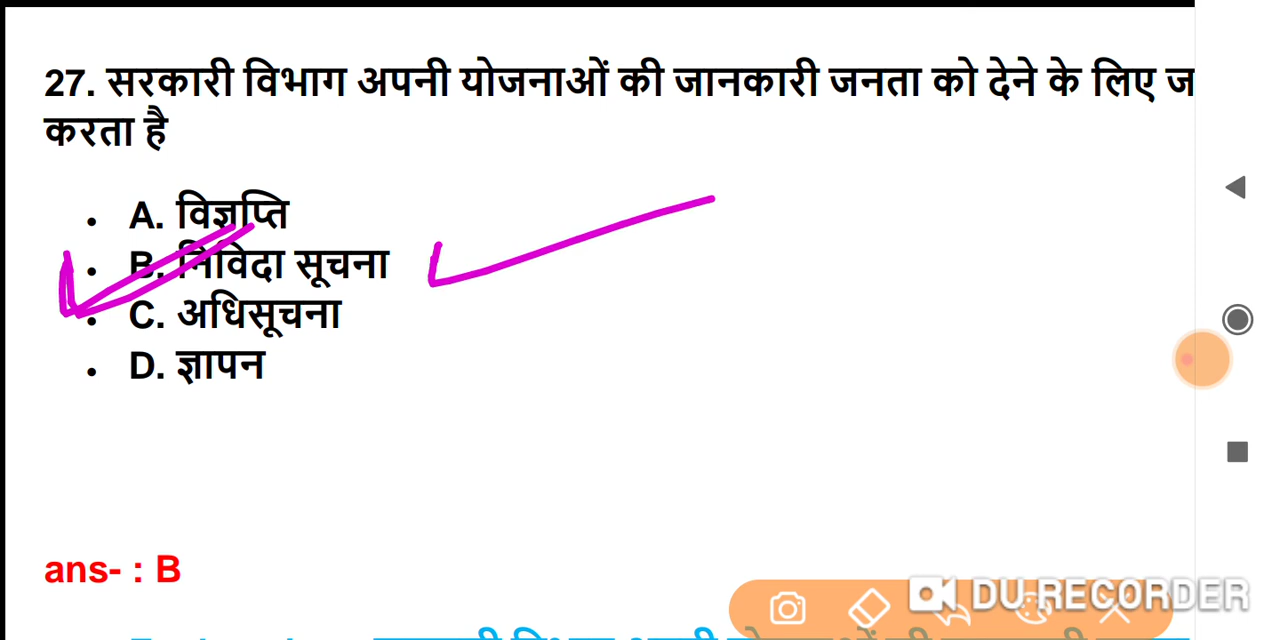 27. सरकारी विभाग अपनी योजनाओं की जानकारी जनता को देने के लिए ज
करता है
• A. विज्ञप्ति
• B. निविदा सूचना
• C. अधिसूचना
• D. ज्ञापन
ans- : B
DU RECORDER